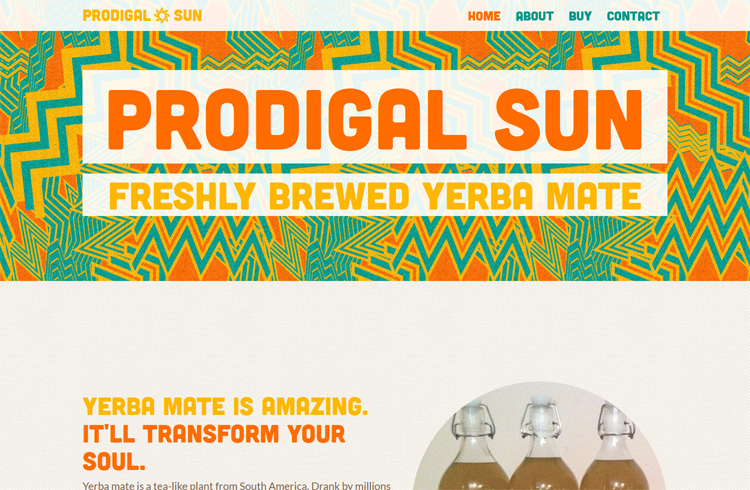 PRODIGAL SUN
HOME ABOUT BUY CONTACT
PRODIGAL SUN
FRESHLY BREWED YERBA MATE
YERBA MATE IS AMAZING.
IT'LL TRANSFORM YOUR
SOUL.
Yerba mate is a tea-like plant from South America. Drank by millions